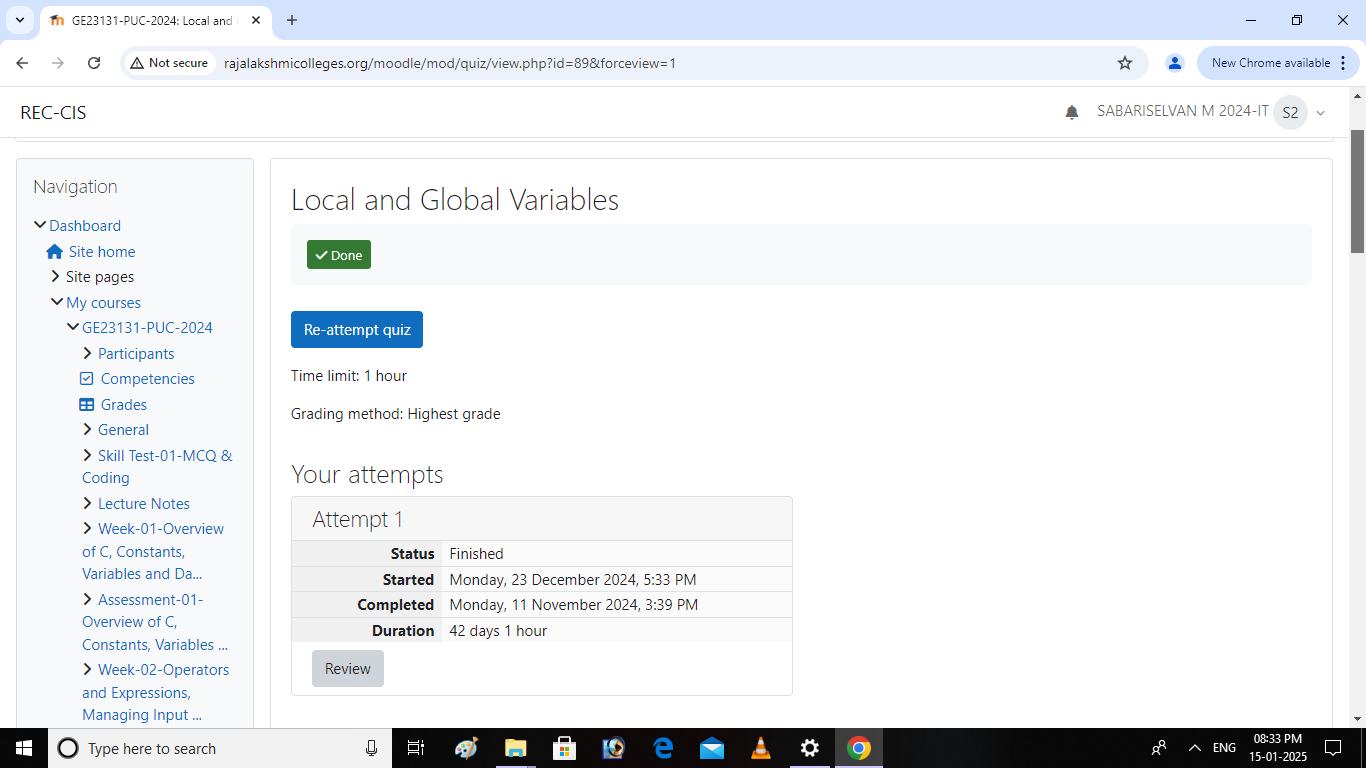 GE23131-PUC-2024: Local and
Not secure
rajalakshmicolleges.org/moodle/mod/quiz/view.php?id=89&forceview=1
New Chrome available
REC-CIS
SABARISELVAN M 2024-IT
S2
Navigation
Dashboard
Site home
Site pages
My courses
GE23131-PUC-2024
Participants
Competencies
Grades
General
Skill Test-01-MCQ &
Coding
Lecture Notes
Week-01-Overview
of C, Constants,
Variables and Da...
Assessment-01-
Overview of C,
Constants, Variables ...
Week-02-Operators
and Expressions,
Managing Input ...
Local and Global Variables
Done
Re-attempt quiz
Time limit: 1 hour
Grading method: Highest grade
Your attempts
Attempt 1
Status Finished
Started Monday, 23 December 2024, 5:33 PM
Completed Monday, 11 November 2024, 3:39 PM
Duration 42 days 1 hour
Review
Type here to search
ENG
08:33 PM
15-01-2025